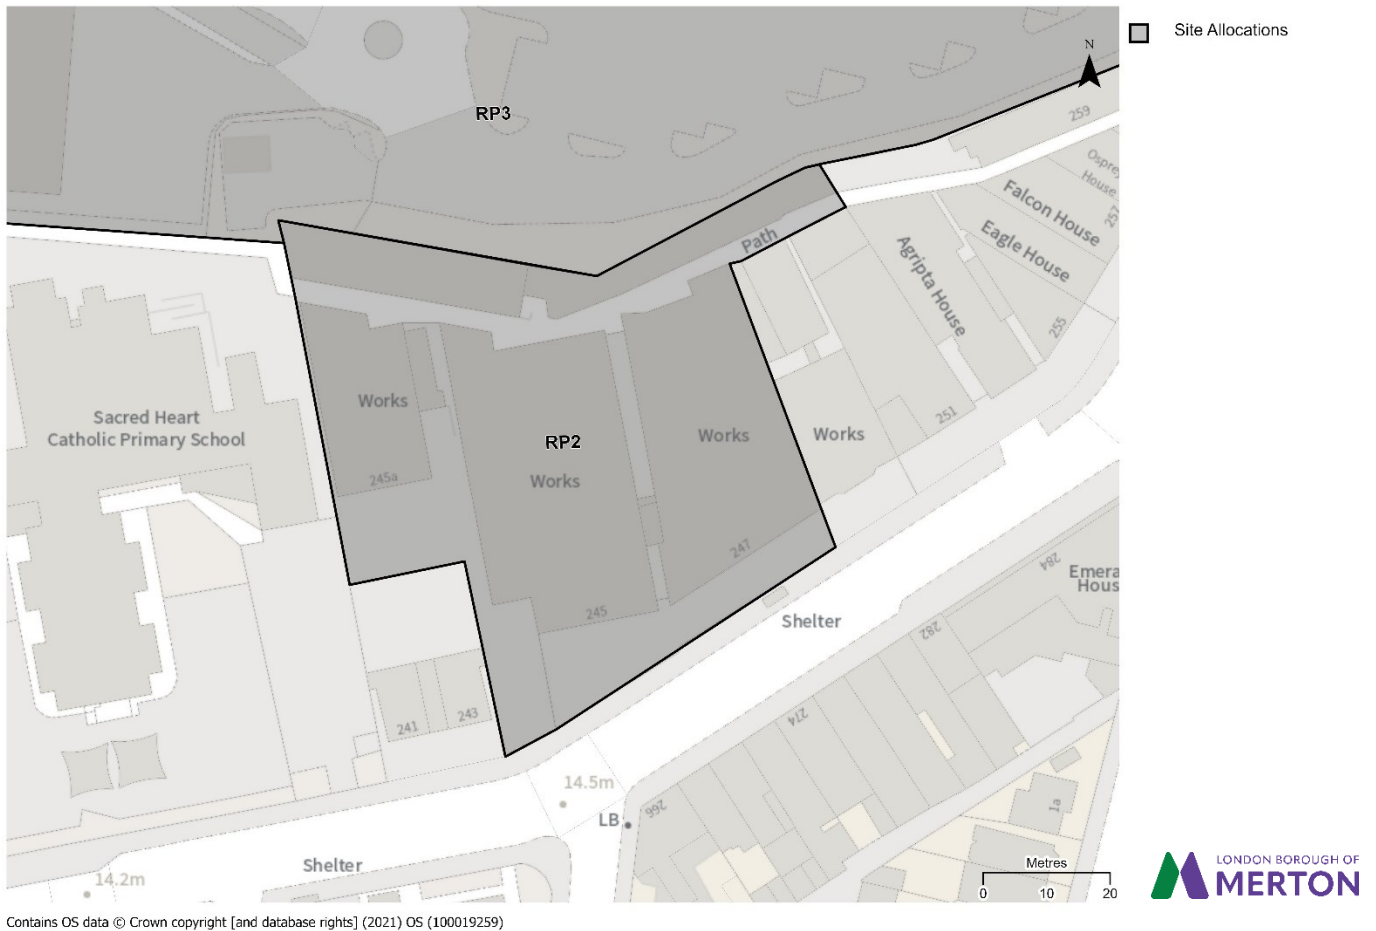 Site Allocations
N
RP3
259
Osprey
House
Falcon House
257
Eagle House
Path
Agripta House
255
Works
Sacred Heart
Catholic Primary School
RP2
Works
Works
Works
251
245a
247
245
284
Emera
Hous
Shelter
282
241
243
274
14.5m
LB
266
1a
Shelter
14.2m
Metres
0 10 20
LONDON BOROUGH OF
MERTON
Contains OS data © Crown copyright [and database rights] (2021) OS (100019259)